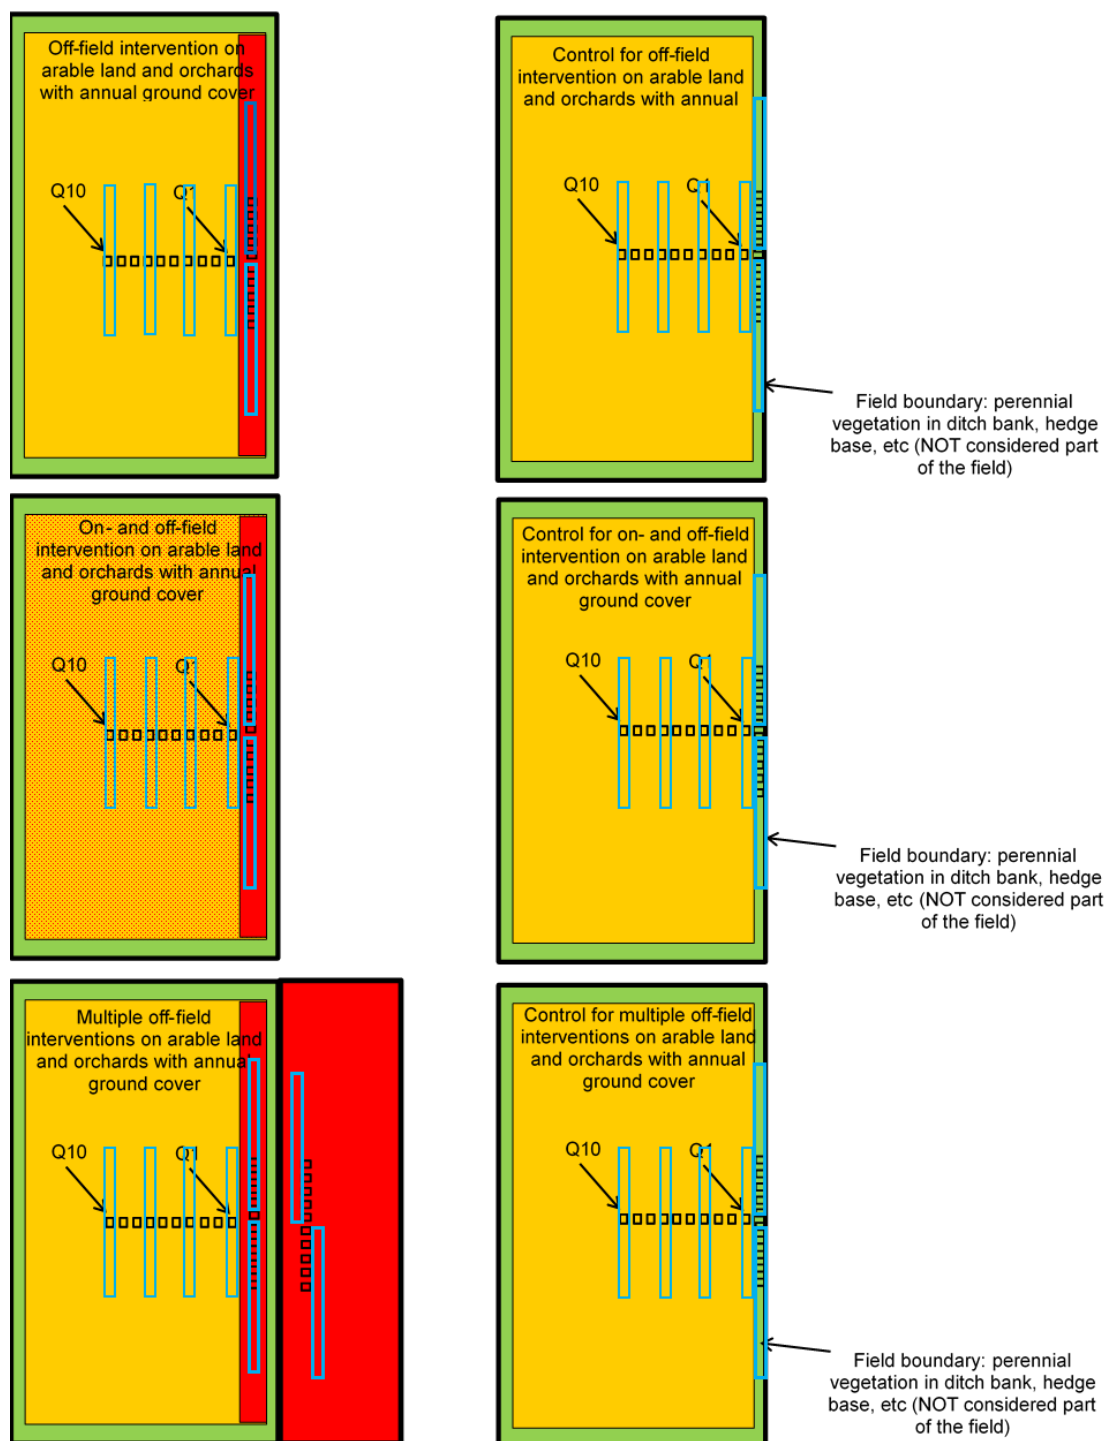 Off-field intervention on
arable land and orchards
with annual ground cover
Q10
Q1
Control for off-field
intervention on arable land
and orchards with annual
Q10
Q1
Field boundary: perennial
vegetation in ditch bank, hedge
base, etc (NOT considered part
of the field)
On- and off-field
intervention on arable land
and orchards with annual
ground cover
Q10
Q1
Control for on- and off-field
intervention on arable land
and orchards with annual
ground cover
Q10
Q1
Field boundary: perennial
vegetation in ditch bank, hedge
base, etc (NOT considered part
of the field)
Multiple off-field
interventions on arable land
and orchards with annual
ground cover
Q10
Q1
Control for multiple off-field
interventions on arable land
and orchards with annual
ground cover
Q10
Q1
Field boundary: perennial
vegetation in ditch bank, hedge
base, etc (NOT considered part
of the field)